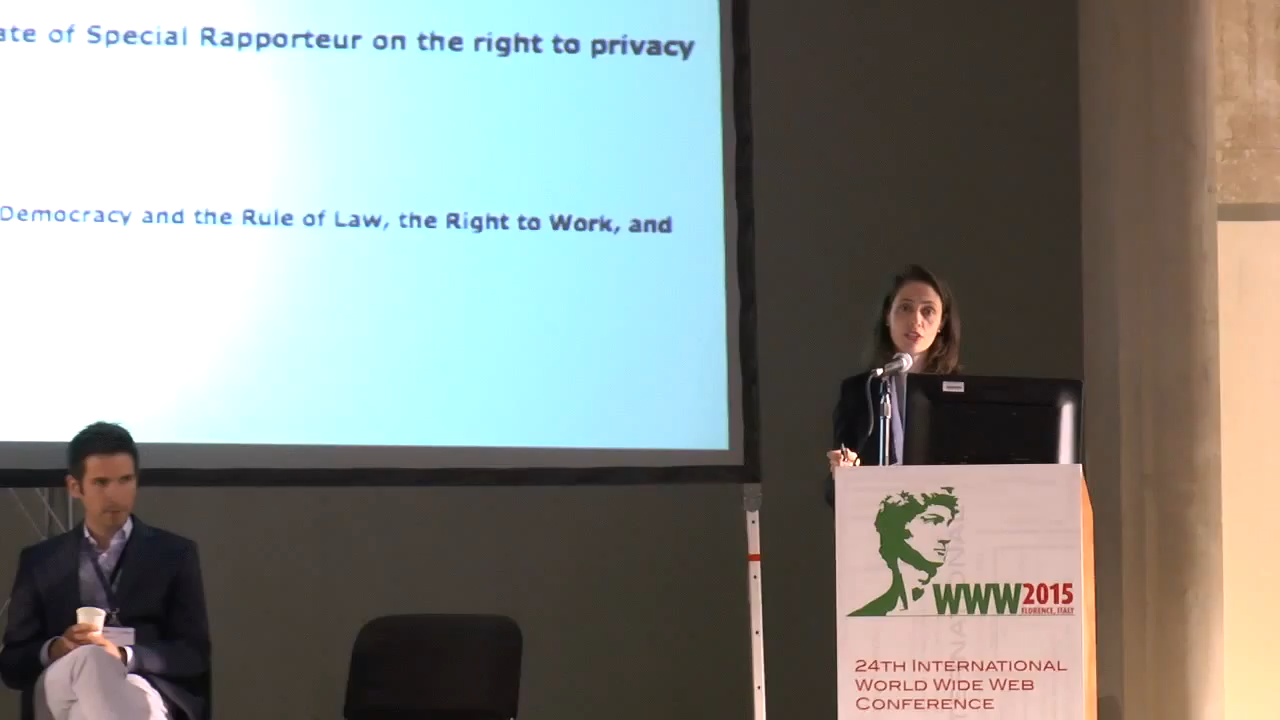 ate of Special Rapporteur on the right to privacy
Democracy and the Rule of Law, the Right to Work, and
WWW2015
FLORENCE, ITALY
24TH INTERNATIONAL
WORLD WIDE WEB
CONFERENCE